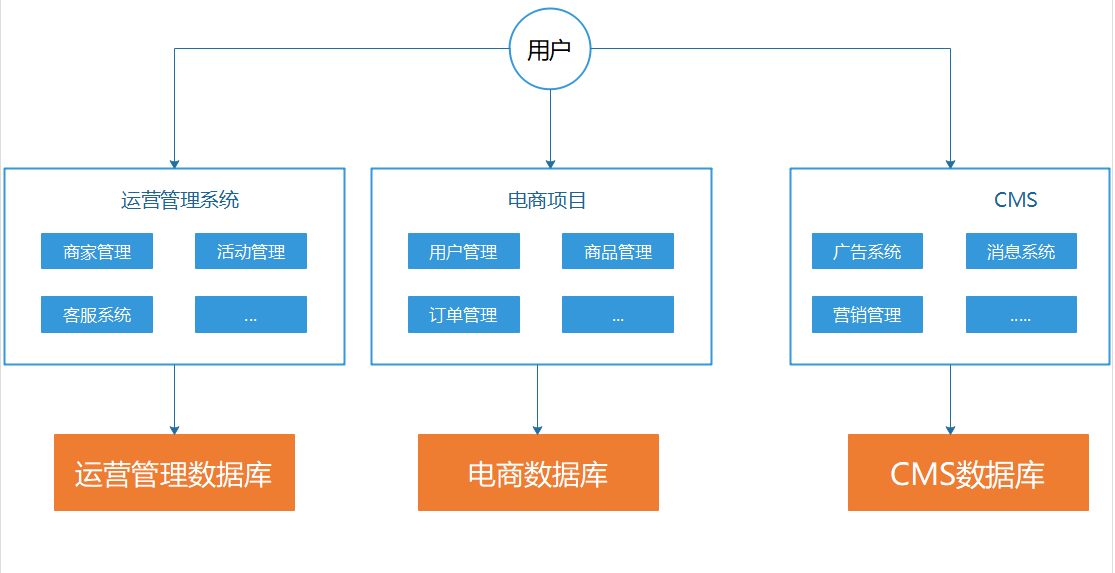 用户
运营管理系统
电商项目
CMS
商家管理
活动管理
用户管理
商品管理
广告系统
消息系统
客服系统
...
订单管理
...
营销管理
.....
运营管理数据库
电商数据库
CMS数据库